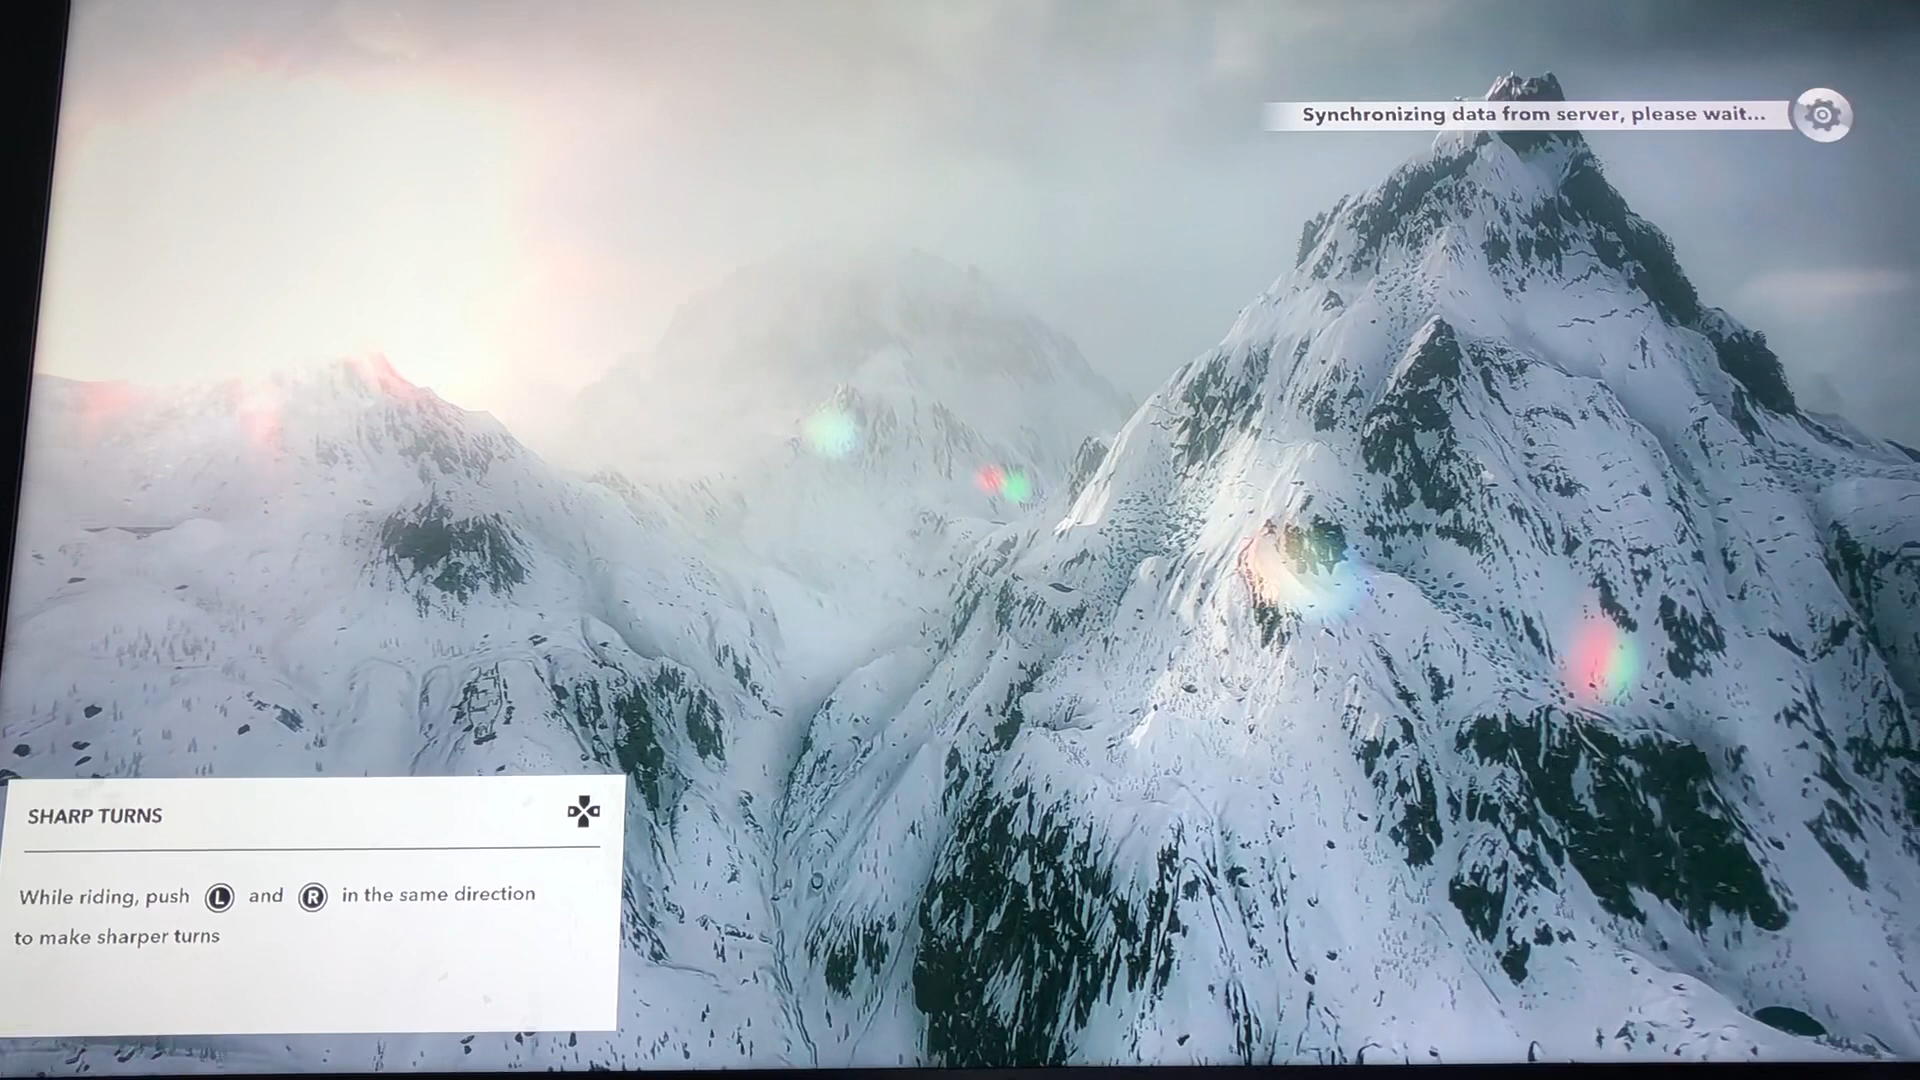 Synchronizing data from server, please wait...
SHARP TURNS
While riding, push L and R in the same direction
to make sharper turns